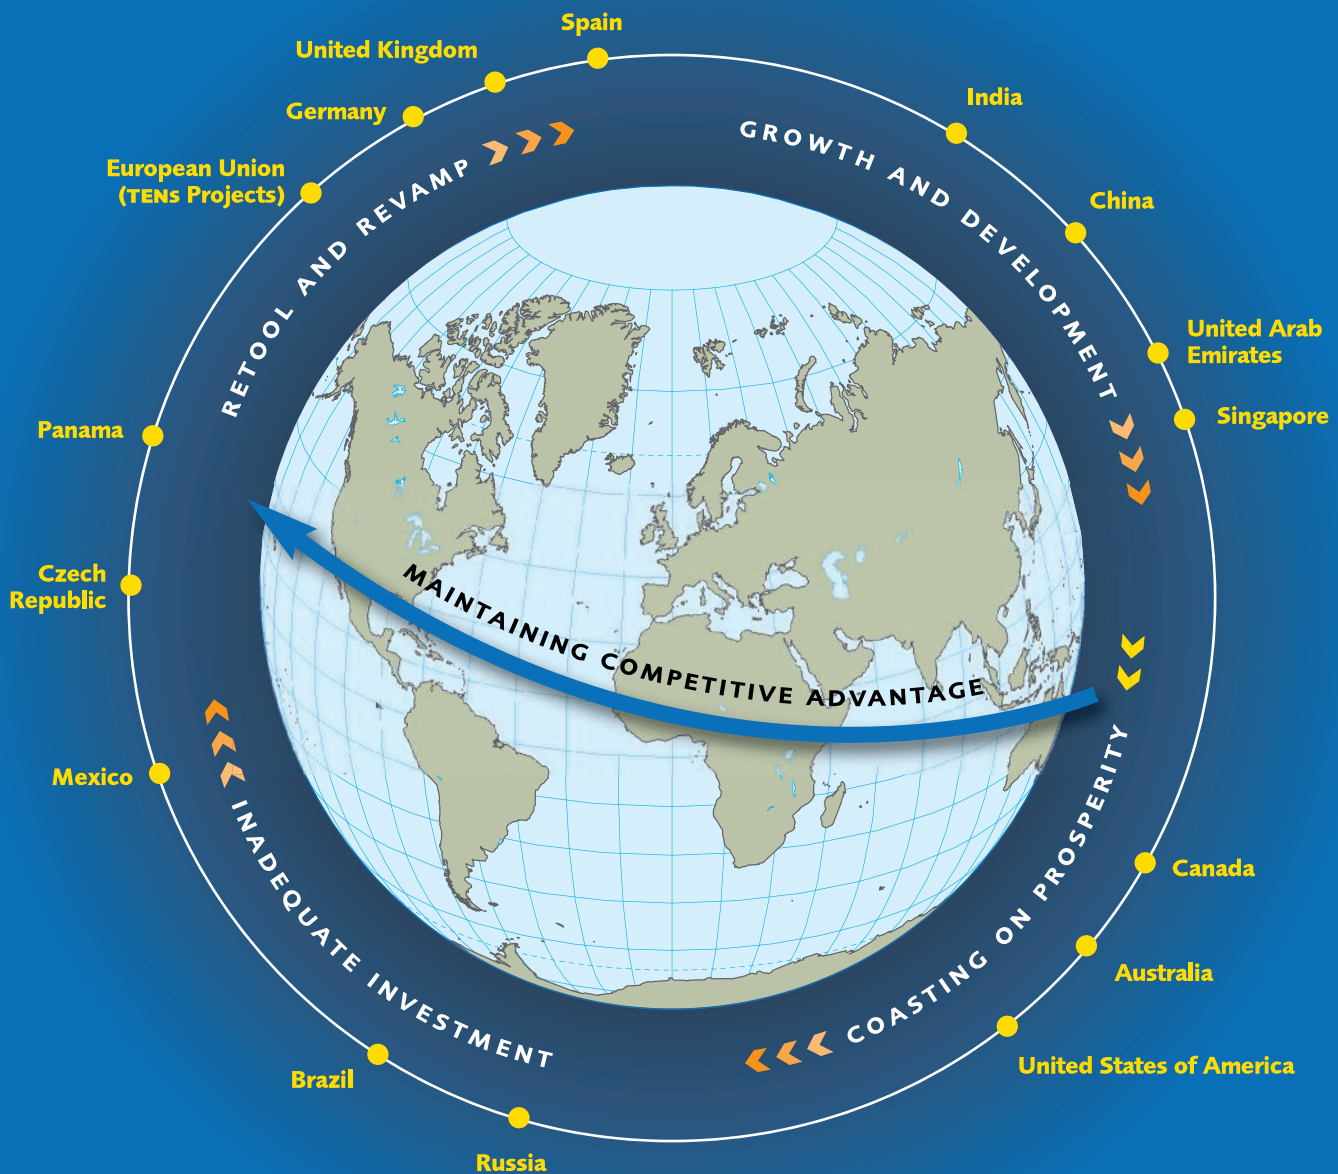 Spain
United Kingdom
Germany
European Union
(TENs Projects)
Panama
Czech
Republic
Mexico
Brazil
Russia
India
China
United Arab
Emirates
Singapore
Canada
Australia
United States of America
RETOOL AND REVAMP
GROWTH AND DEVELOPMENT
MAINTAINING COMPETITIVE ADVANTAGE
COASTING ON PROSPERITY
INADEQUATE INVESTMENT